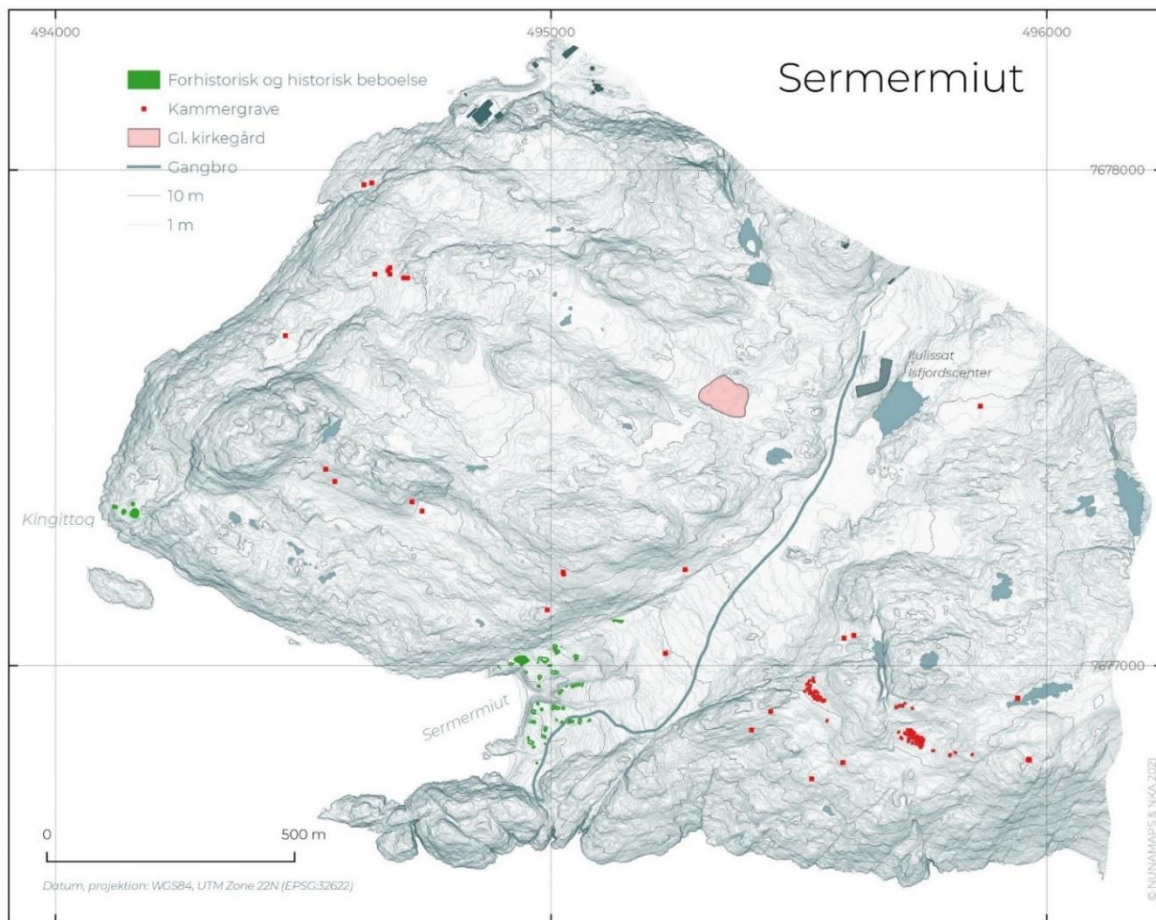 494000
495000
496000
Sermermiut
Forhistorisk og historisk beboelse
Kammergrave
Gl. kirkegård
Gangbro
10 m
1 m
7678000
Ilulissat
Isfjordscenter
Kingittoq
7677000
Sermermiut
0
500 m
Datum, projektion: WGS84, UTM Zone 22N (EPSG:32622)
© NUNAMAPS & NKA 2021